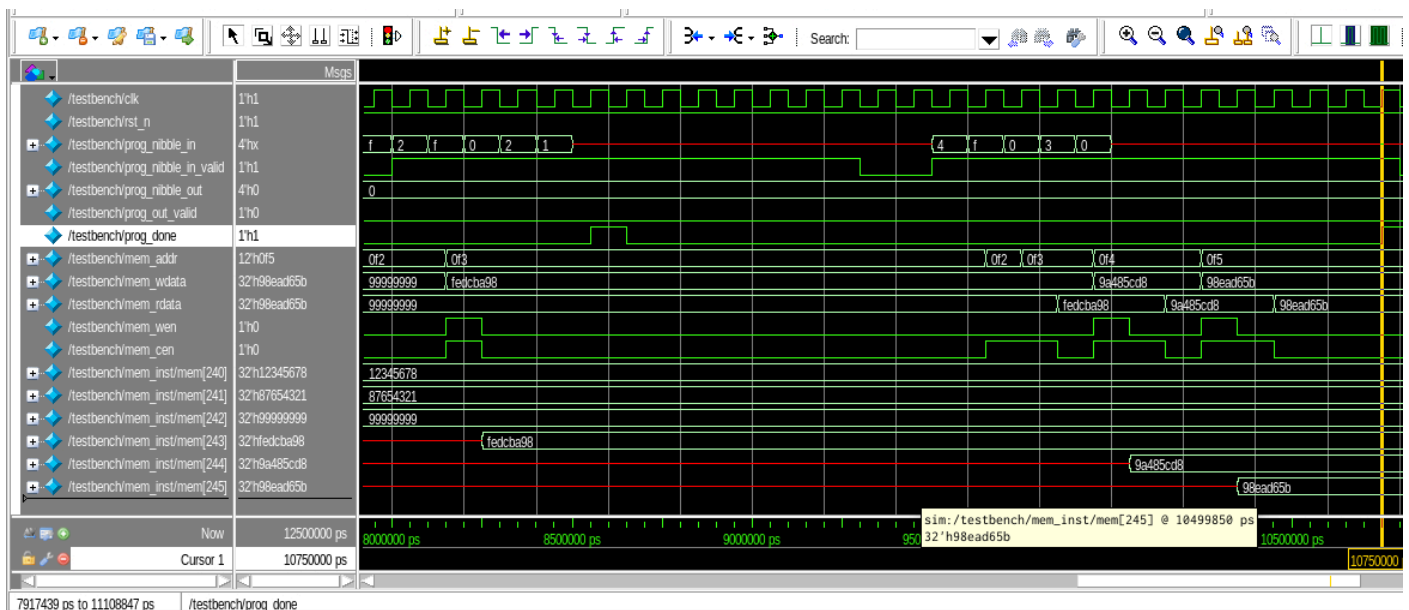 Search:
Msgs
/testbench/clk 1'h1
/testbench/rst_n 1'h1
/testbench/prog_nibble_in 4'hx f 2 f 0 2 1 4 f 0 3 0
/testbench/prog_nibble_in_valid 1'h1
/testbench/prog_nibble_out 4'h0 0
/testbench/prog_out_valid 1'h0
/testbench/prog_done 1'h1
/testbench/mem_addr 12'h0f5 0f2 0f3 0f2 0f3 0f4 0f5
/testbench/mem_wdata 32'h98ead65b 99999999 fedcba98 9a485cd8 98ead65b
/testbench/mem_rdata 32'h98ead65b 99999999 fedcba98 9a485cd8 98ead65b
/testbench/mem_wen 1'h0
/testbench/mem_cen 1'h0
/testbench/mem_inst/mem[240] 32'h12345678 12345678
/testbench/mem_inst/mem[241] 32'h87654321 87654321
/testbench/mem_inst/mem[242] 32'h99999999 99999999
/testbench/mem_inst/mem[243] 32'hfedcba98 fedcba98
/testbench/mem_inst/mem[244] 32'h9a485cd8 9a485cd8
/testbench/mem_inst/mem[245] 32'h98ead65b 98ead65b
sim:/testbench/mem_inst/mem[245] @ 10499850 ps
32'h98ead65b
Now 12500000 ps 8000000 ps 8500000 ps 9000000 ps 950 10500000 ps
Cursor 1 10750000 ps 10750000
7917439 ps to 11108847 ps /testbench/prog_done